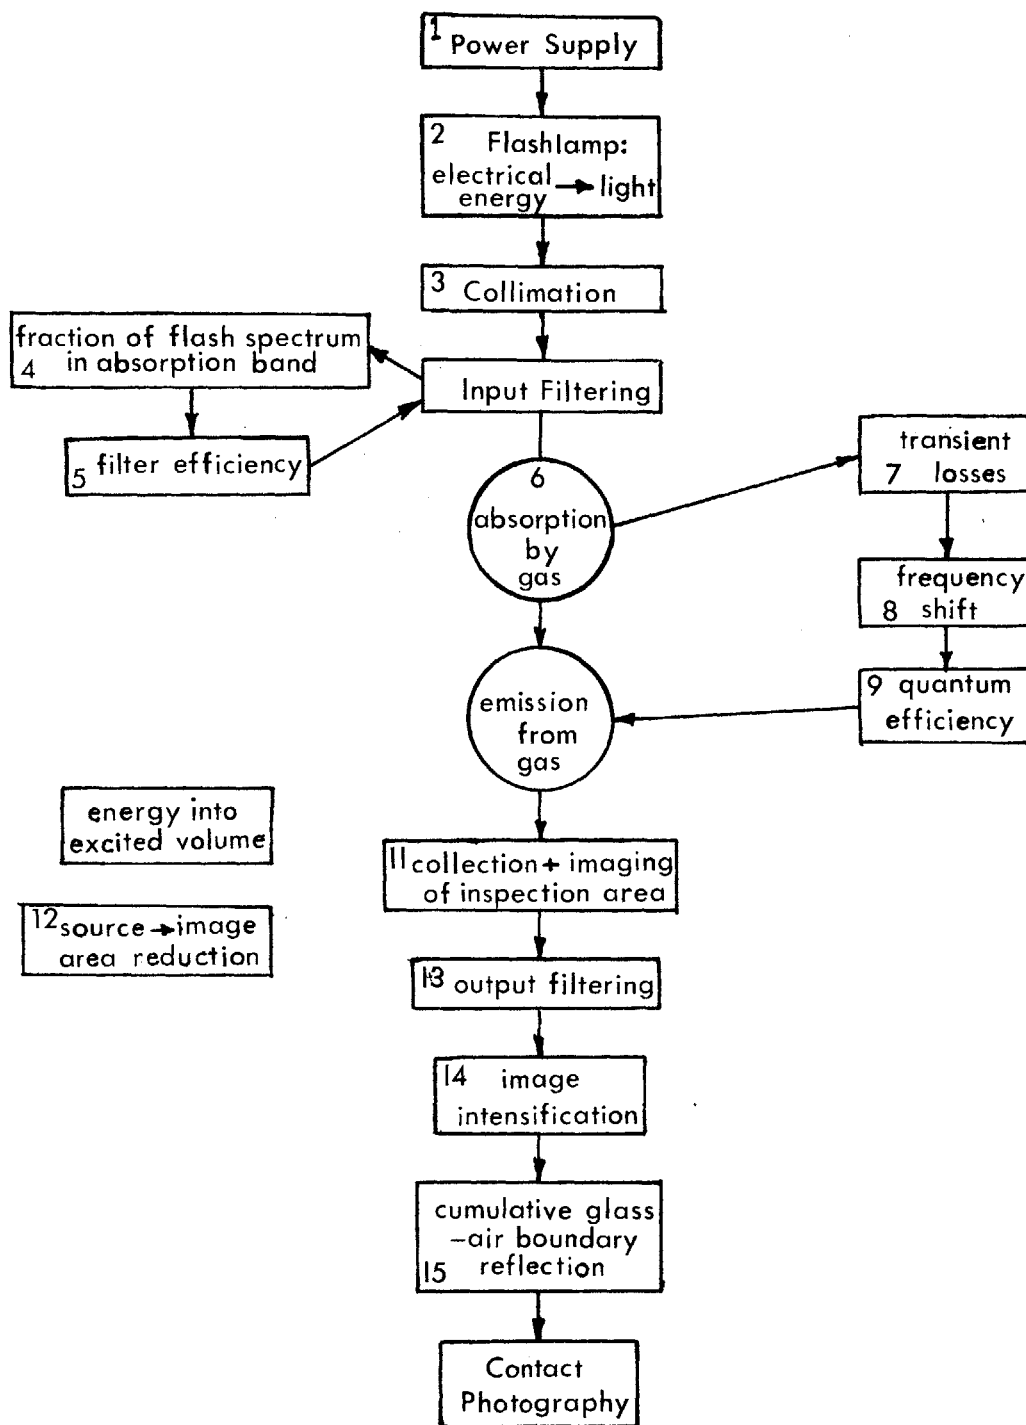 1 Power Supply
2 Flashlamp:
electrical → light
energy
3 Collimation
fraction of flash spectrum
4 in absorption band
Input Filtering
5 filter efficiency
6
absorption
by
gas
transient
7 losses
frequency
8 shift
9 quantum
efficiency
emission
from
gas
energy into
excited volume
11 collection + imaging
of inspection area
12 source → image
area reduction
13 output filtering
14 image
intensification
cumulative glass
-air boundary
15 reflection
Contact
Photography